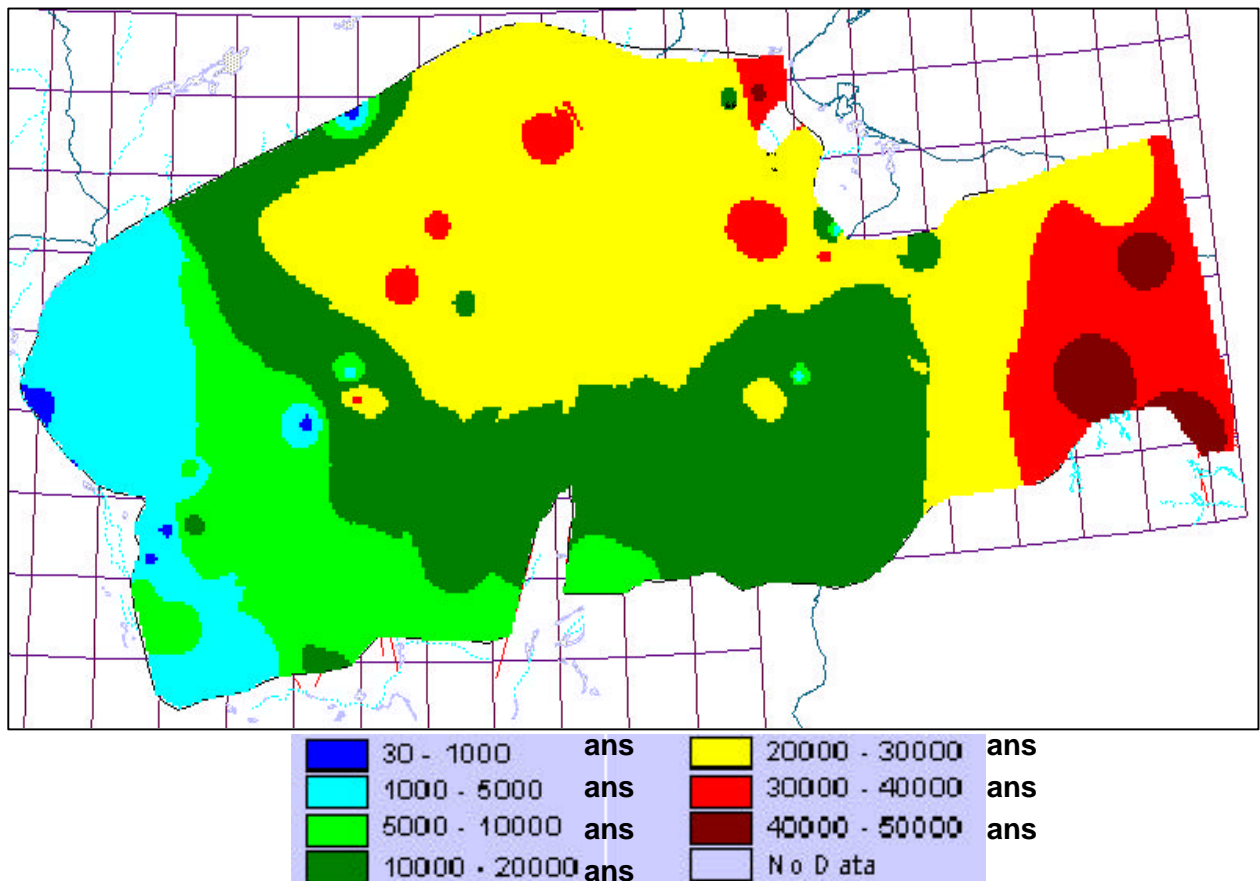 30 - 1000 ans
1000 - 5000 ans
5000 - 10000 ans
10000 - 20000 ans
20000 - 30000 ans
30000 - 40000 ans
40000 - 50000 ans
No Data